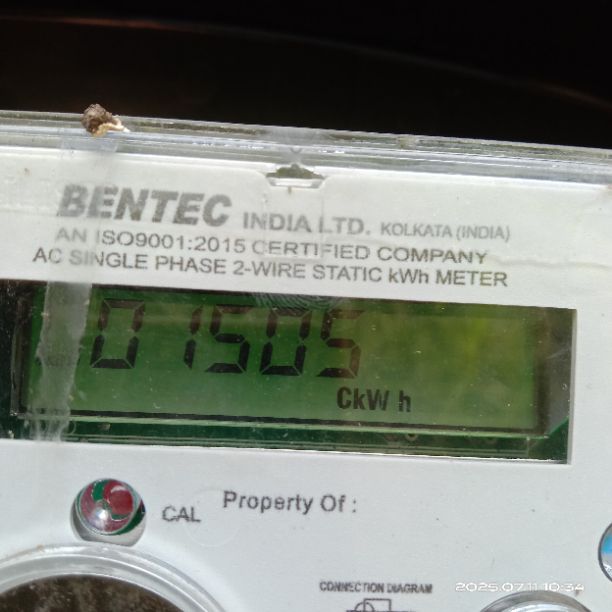 BENTEC INDIA LTD. KOLKATA (INDIA)
AN ISO9001:2015 CERTIFIED COMPANY
AC SINGLE PHASE 2-WIRE STATIC kWh METER
01505
CkW h
CAL
Property Of :
CONNECTION DIAGRAM
2025.07.11 10:34